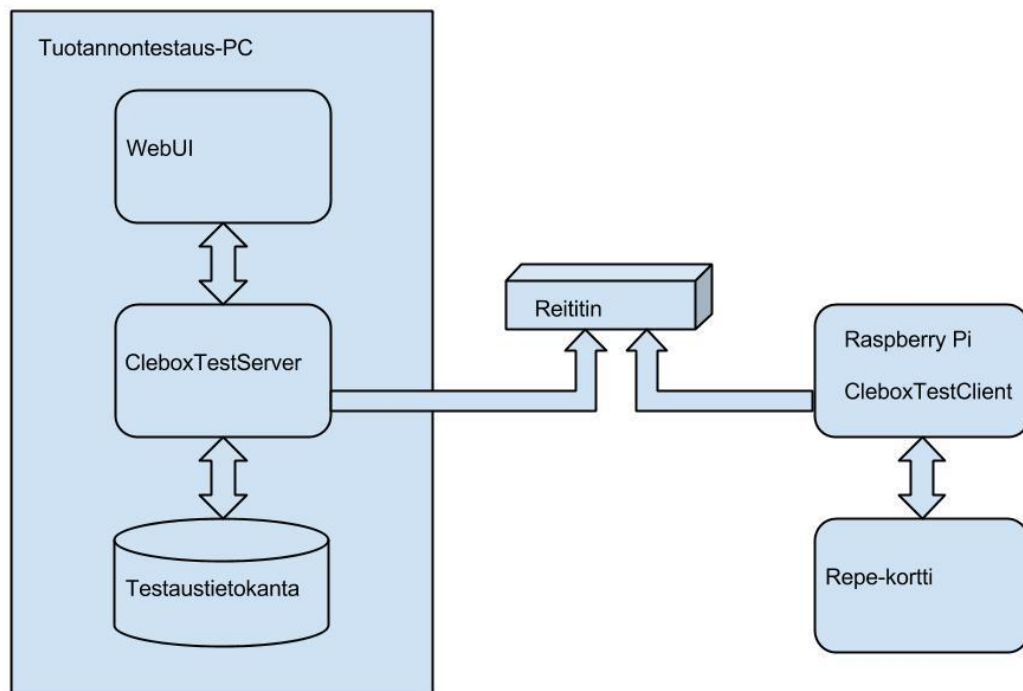 Tuotannontestaus-PC
WebUI
CleboxTestServer
Testaustietokanta
Reititin
Raspberry Pi
CleboxTestClient
Repe-kortti